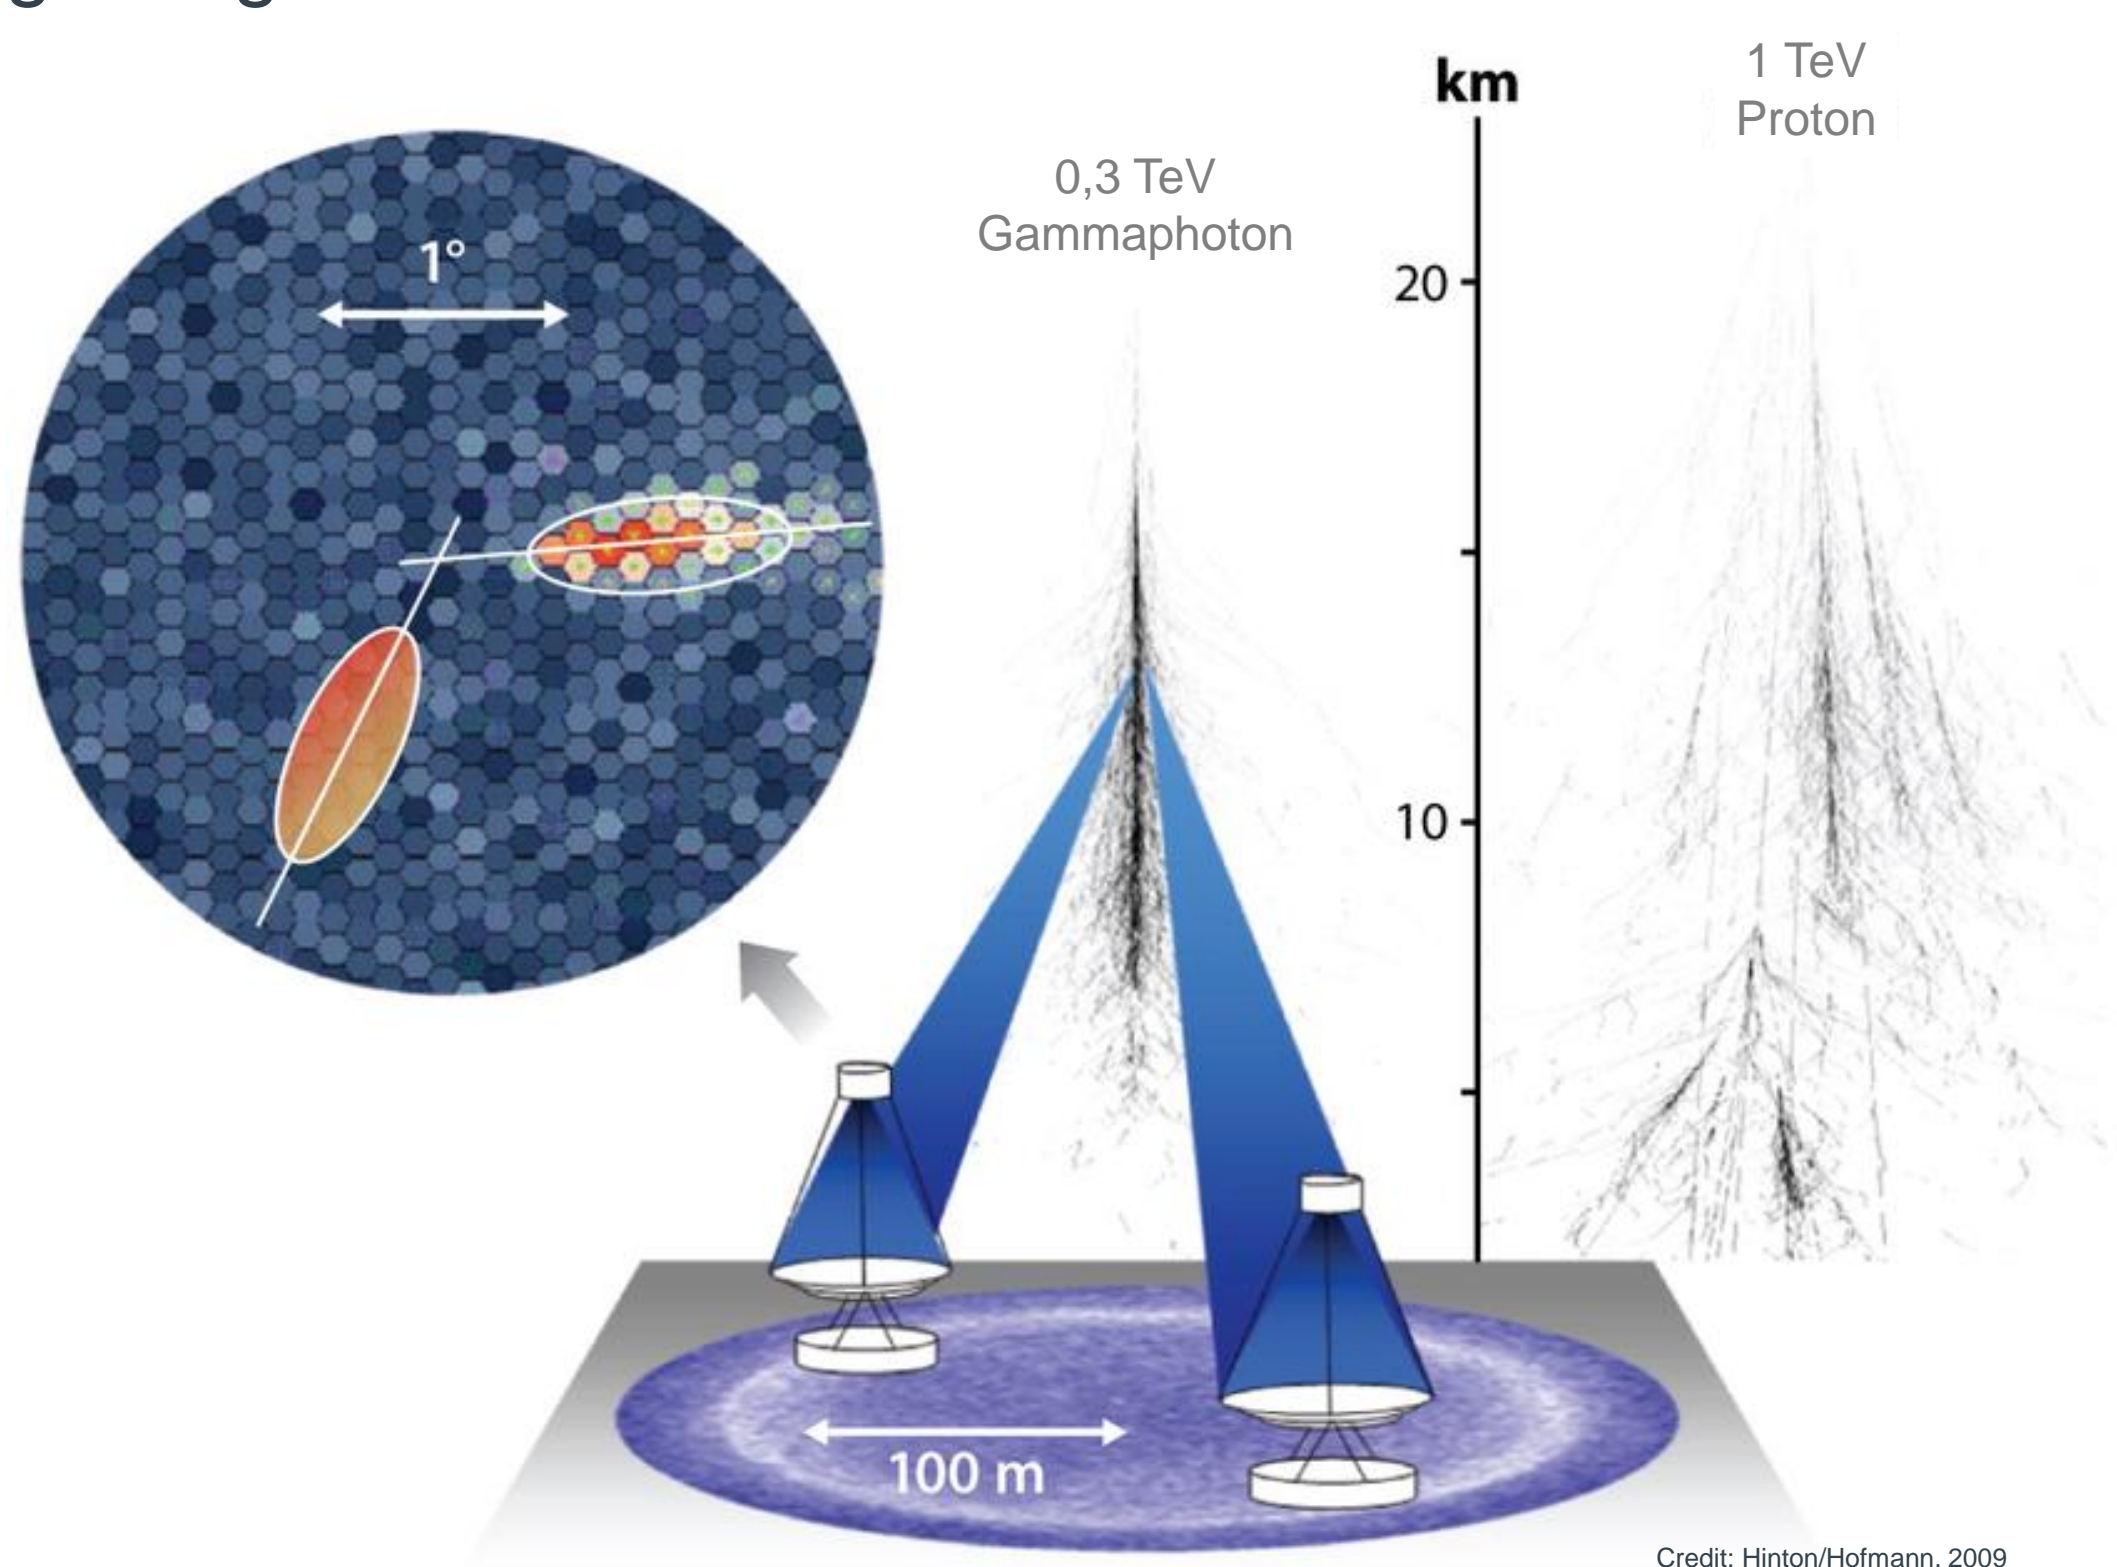 km
1 TeV
Proton
0,3 TeV
Gammaphoton
1°
20
10
100 m
Credit: Hinton/Hofmann, 2009